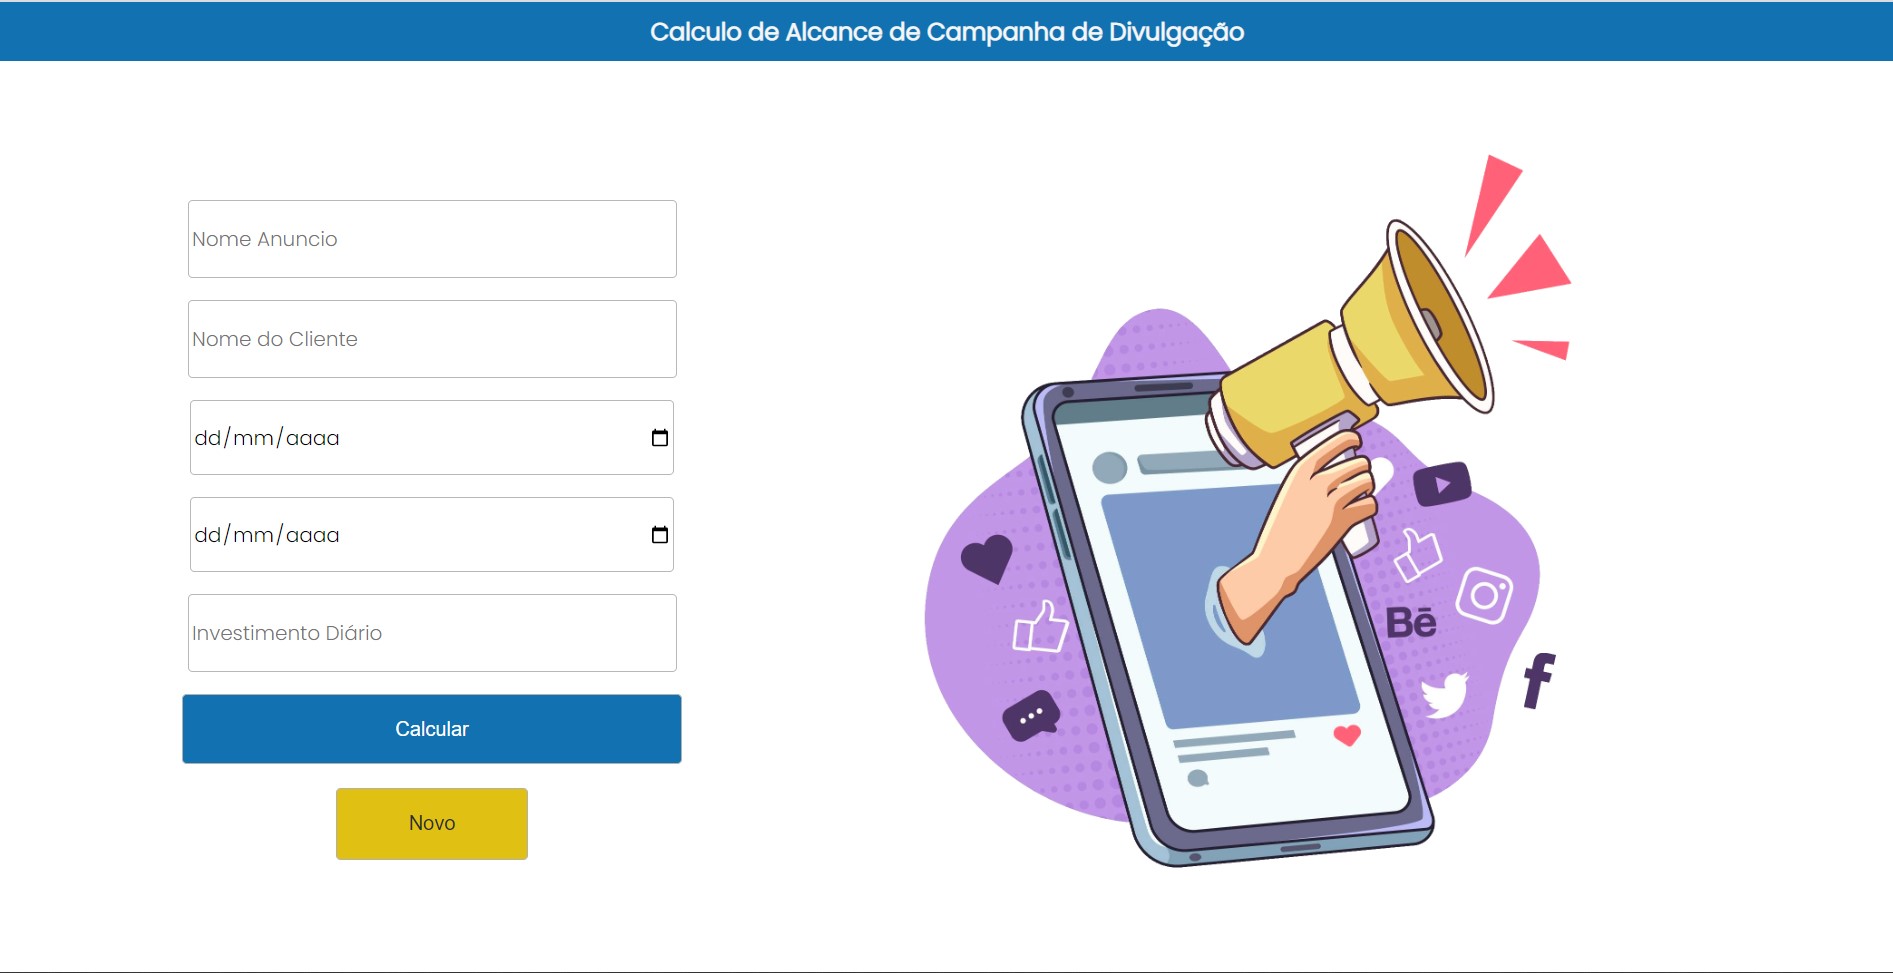 Calculo de Alcance de Campanha de Divulgação
Nome Anuncio
Nome do Cliente
dd/mm/aaaa
dd/mm/aaaa
Investimento Diário
Calcular
Novo
Bē
f